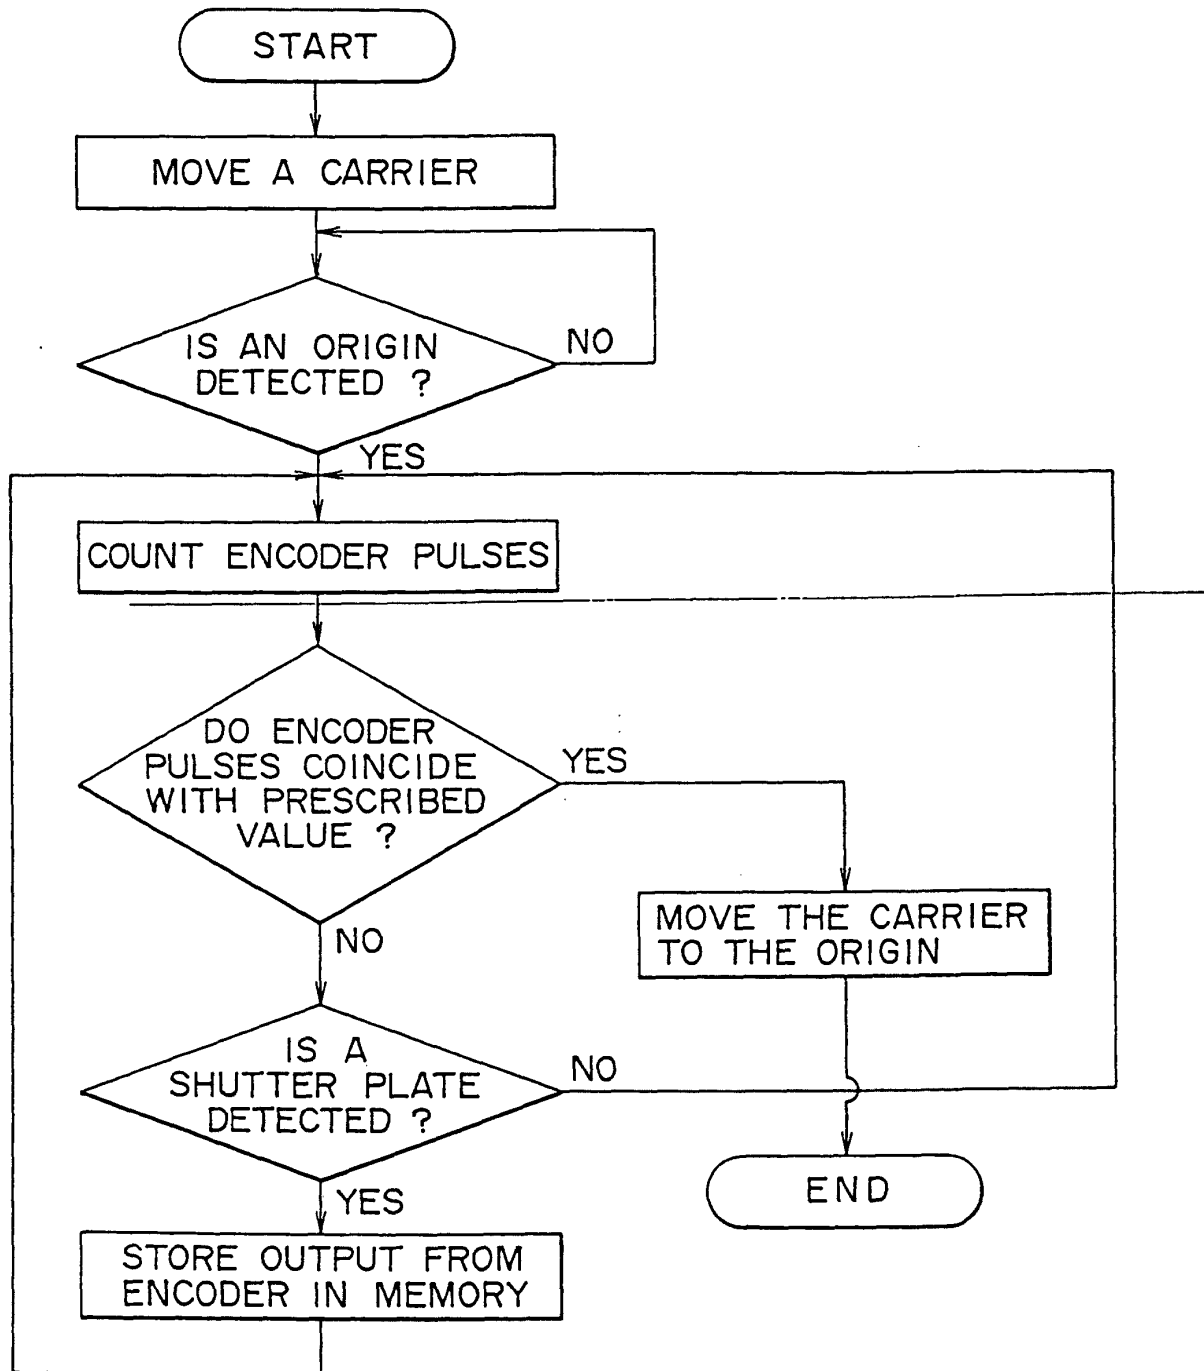 START
MOVE A CARRIER
IS AN ORIGIN
DETECTED ?
NO
YES
COUNT ENCODER PULSES
DO ENCODER
PULSES COINCIDE
WITH PRESCRIBED
VALUE ?
YES
NO
MOVE THE CARRIER
TO THE ORIGIN
IS A
SHUTTER PLATE
DETECTED ?
NO
YES
END
STORE OUTPUT FROM
ENCODER IN MEMORY